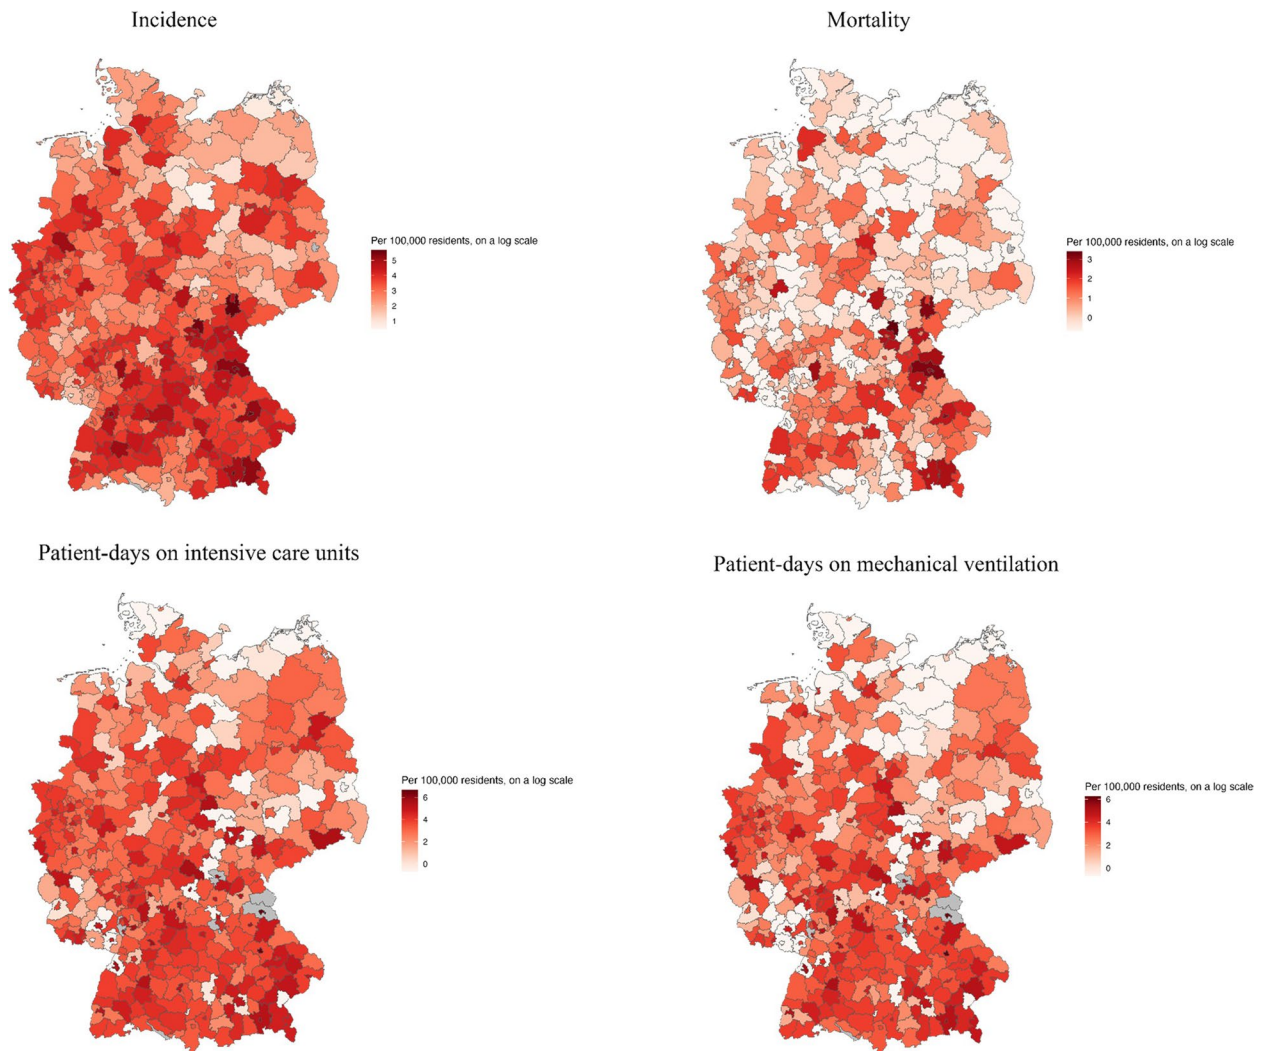 Incidence
Mortality
Per 100,000 residents, on a log scale
5
4
3
2
1
Per 100,000 residents, on a log scale
3
2
1
0
Patient-days on intensive care units
Patient-days on mechanical ventilation
Per 100,000 residents, on a log scale
6
4
2
0
Per 100,000 residents, on a log scale
6
4
2
0